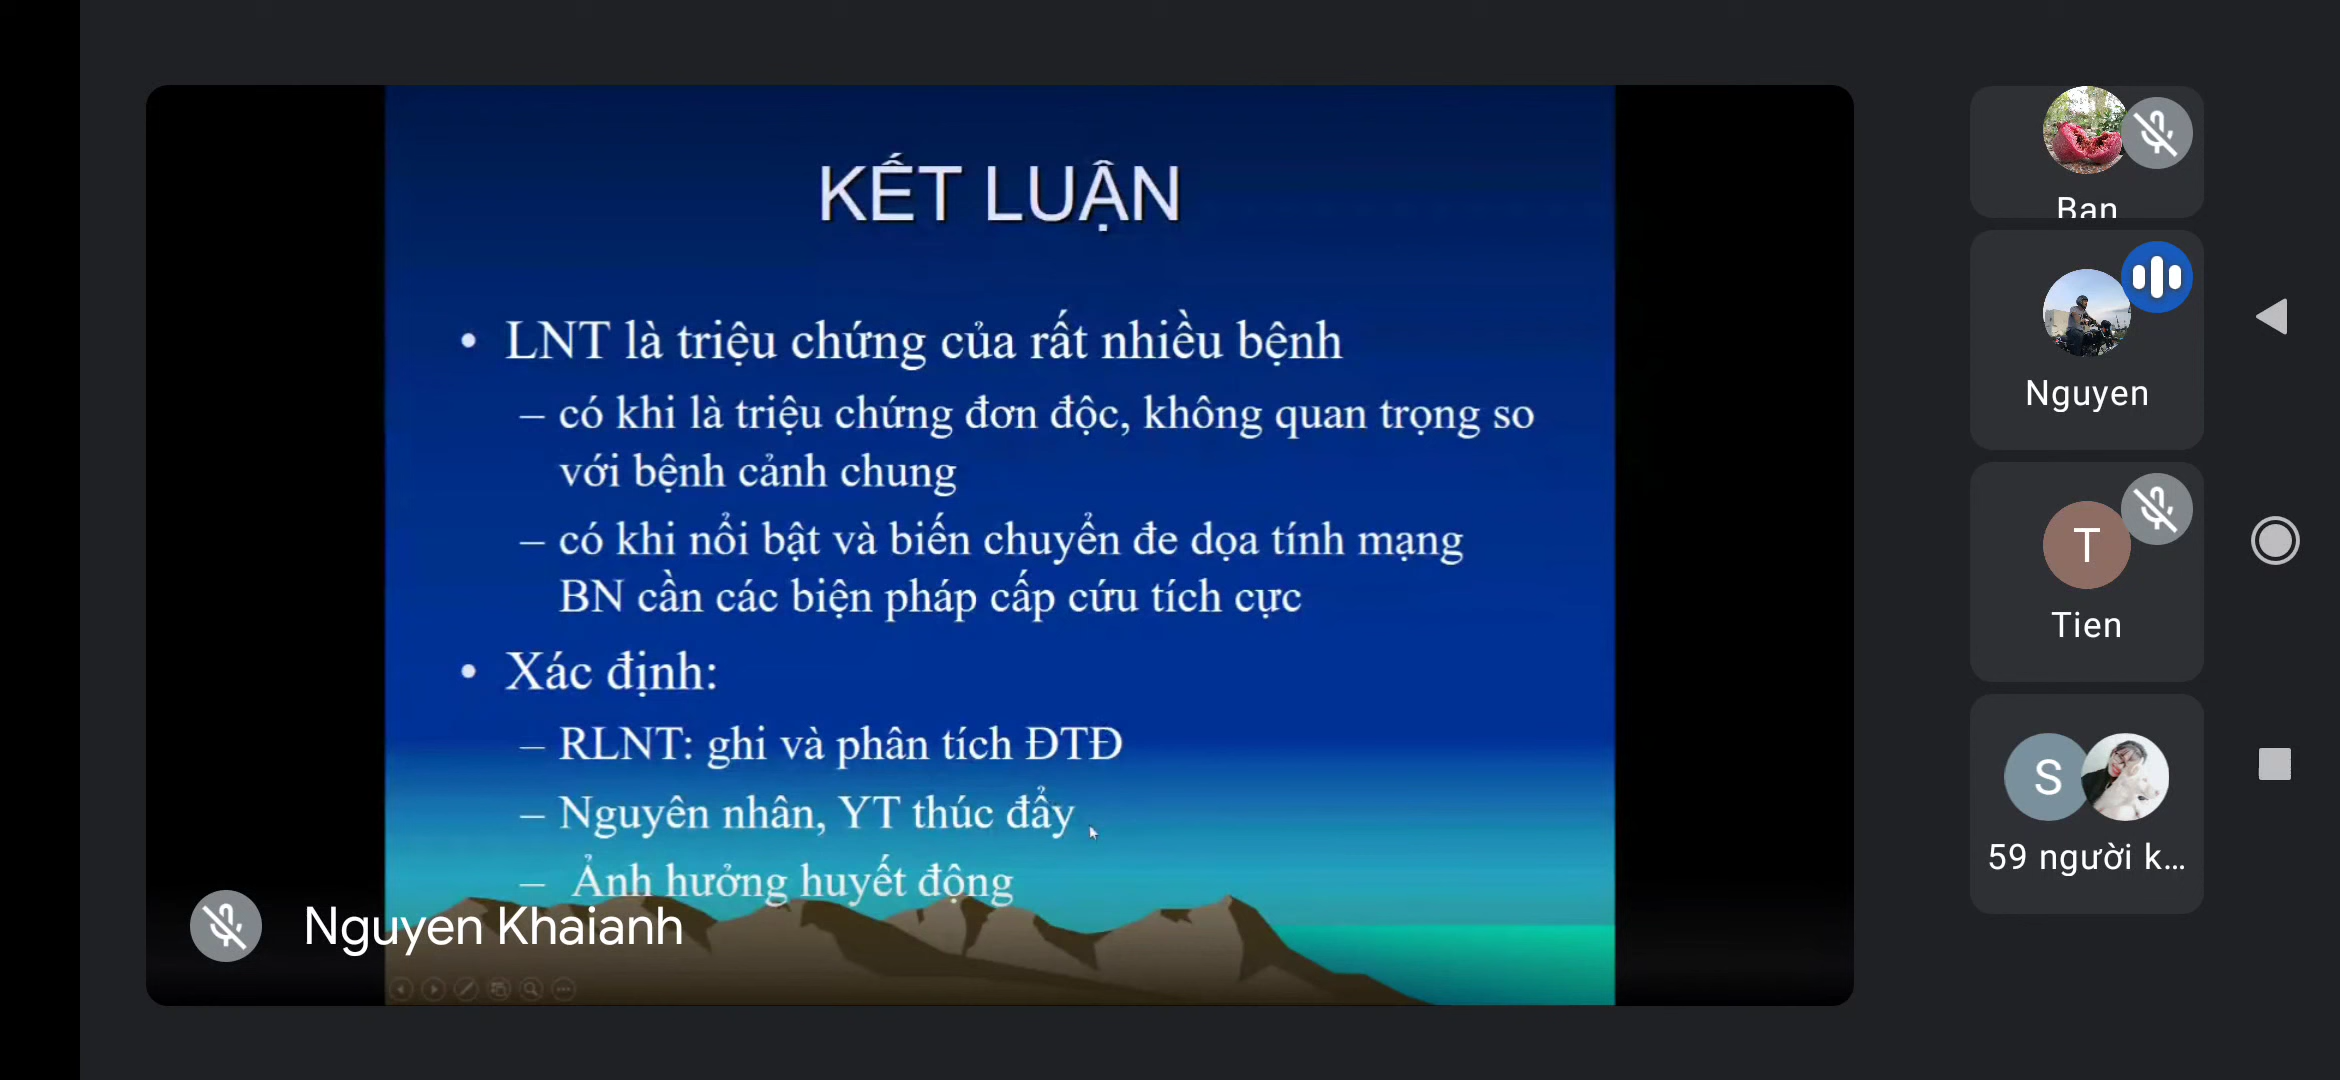 KẾT LUẬN
• LNT là triệu chứng của rất nhiều bệnh
– có khi là triệu chứng đơn độc, không quan trọng so
với bệnh cảnh chung
– có khi nổi bật và biến chuyển đe dọa tính mạng
BN cần các biện pháp cấp cứu tích cực
• Xác định:
– RLNT: ghi và phân tích ĐTĐ
– Nguyên nhân, YT thúc đẩy
– Ảnh hưởng huyết động
Nguyen Khaianh
Bạn
Nguyen
T
Tien
S
59 người k...